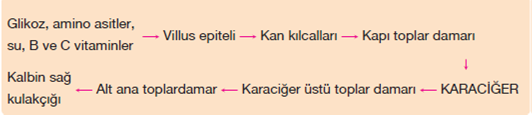 Glikoz, amino asitler,
su, B ve C vitaminler → Villus epiteli → Kan kılcalları → Kapı toplar damarı
↓
Kalbin sağ
kulakçığı ← Alt ana toplardamar ← Karaciğer üstü toplar damarı ← KARACİĞER